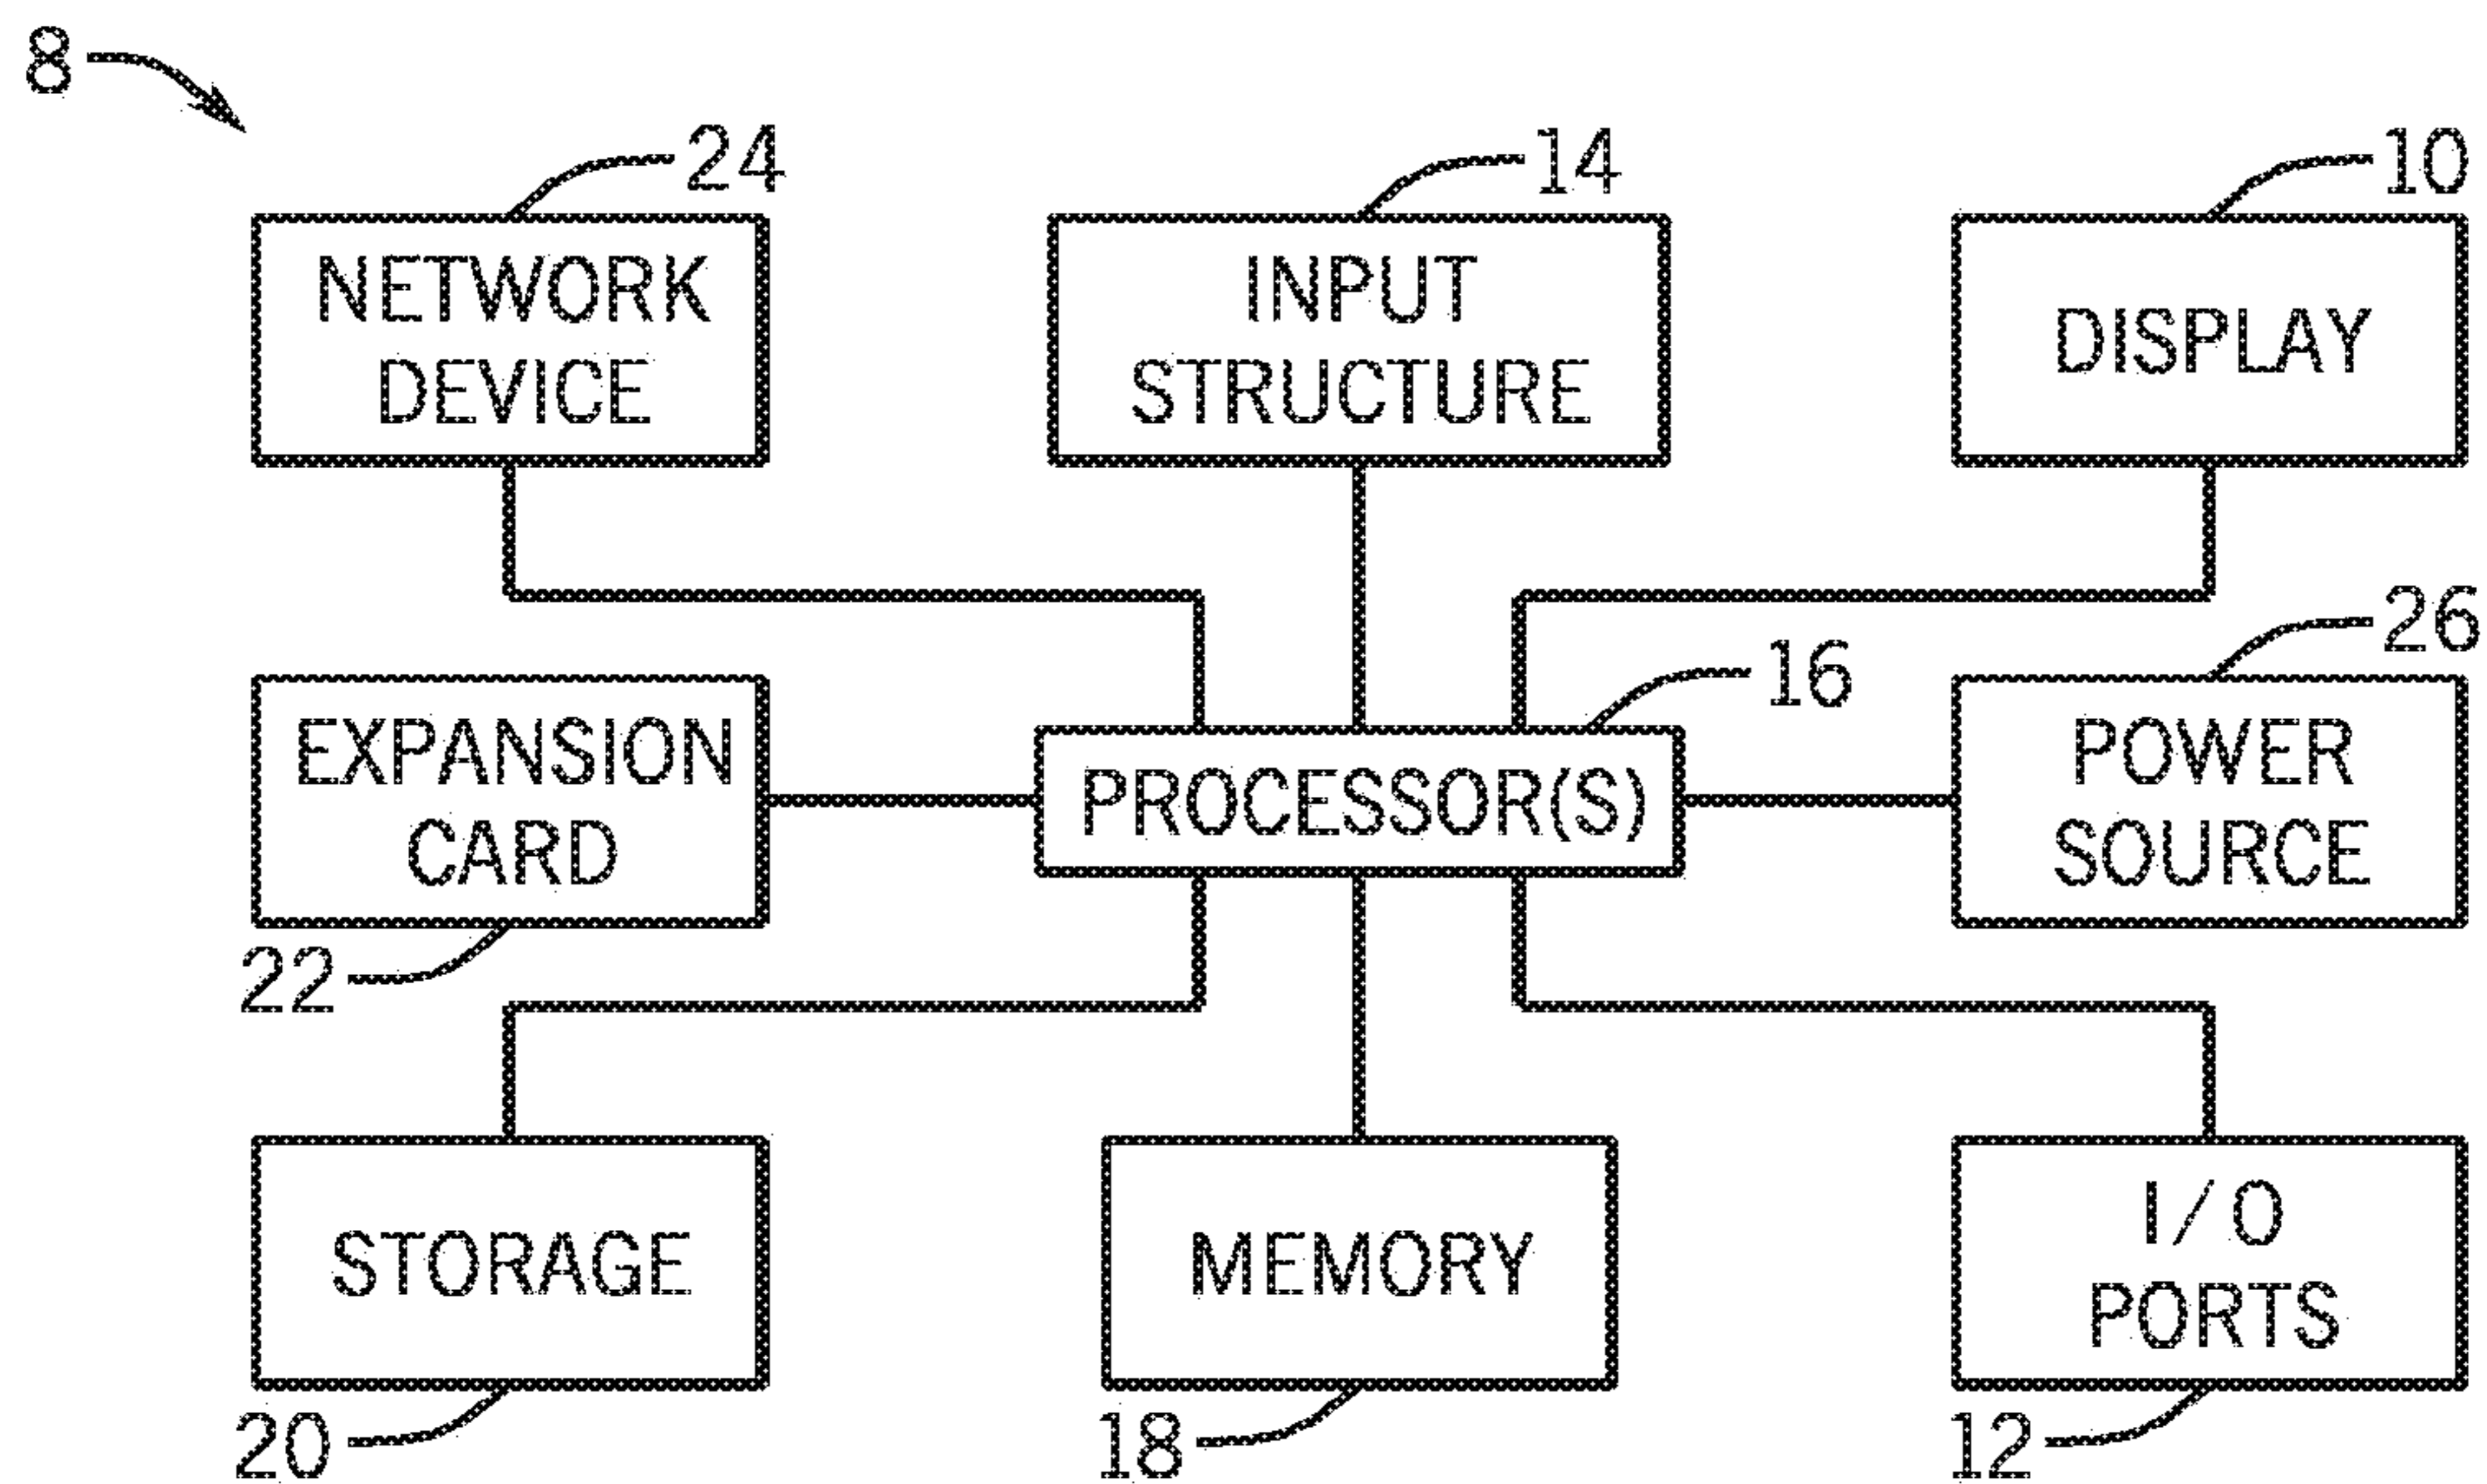 8
24
14
10
NETWORK
DEVICE
INPUT
STRUCTURE
DISPLAY
26
16
EXPANSION
CARD
PROCESSOR(S)
POWER
SOURCE
22
STORAGE
MEMORY
I/O
PORTS
20
18
12